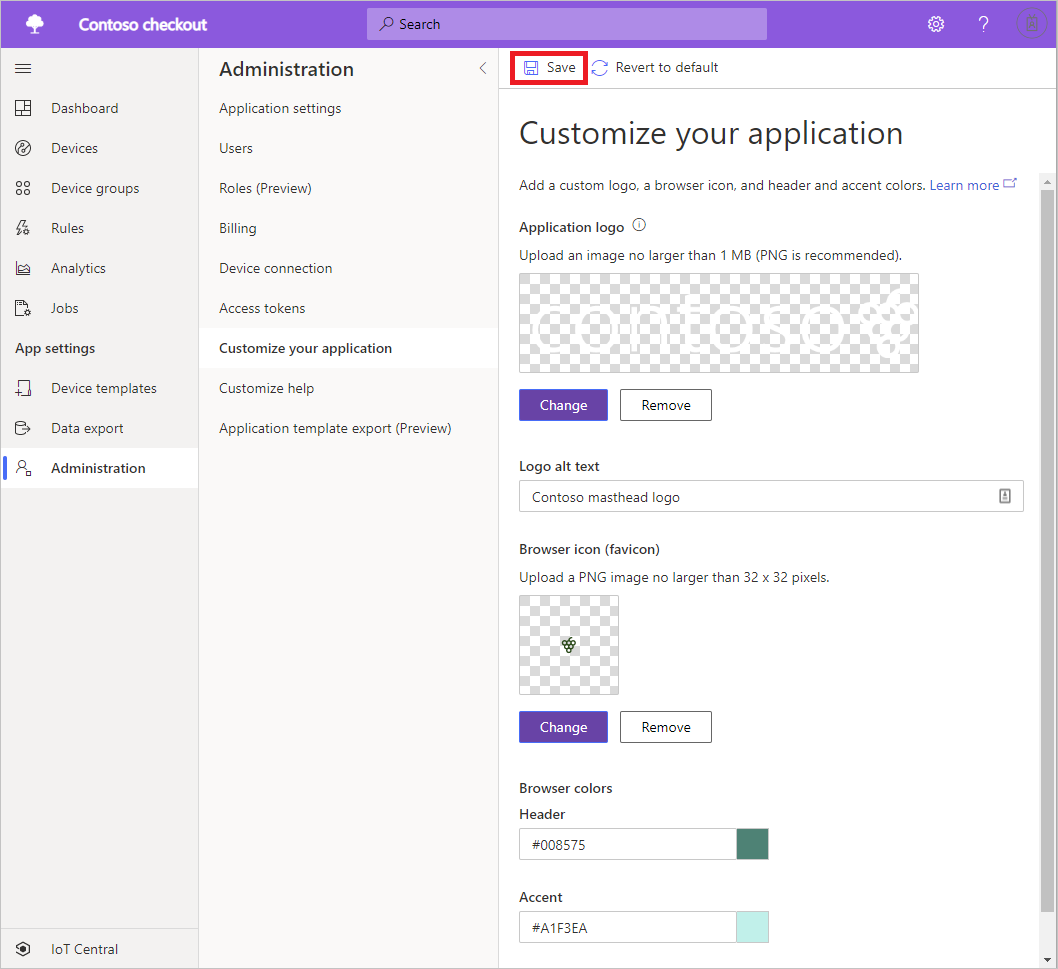 Contoso checkout
Search
?
Dashboard
Devices
Device groups
Rules
Analytics
Jobs
App settings
Device templates
Data export
Administration
IoT Central
Administration
Application settings
Users
Roles (Preview)
Billing
Device connection
Access tokens
Customize your application
Customize help
Application template export (Preview)
Save
Revert to default
Customize your application
Add a custom logo, a browser icon, and header and accent colors. Learn more
Application logo
Upload an image no larger than 1 MB (PNG is recommended).
contoso
Change
Remove
Logo alt text
Contoso masthead logo
Browser icon (favicon)
Upload a PNG image no larger than 32 x 32 pixels.
Change
Remove
Browser colors
Header
#008575
Accent
#A1F3EA